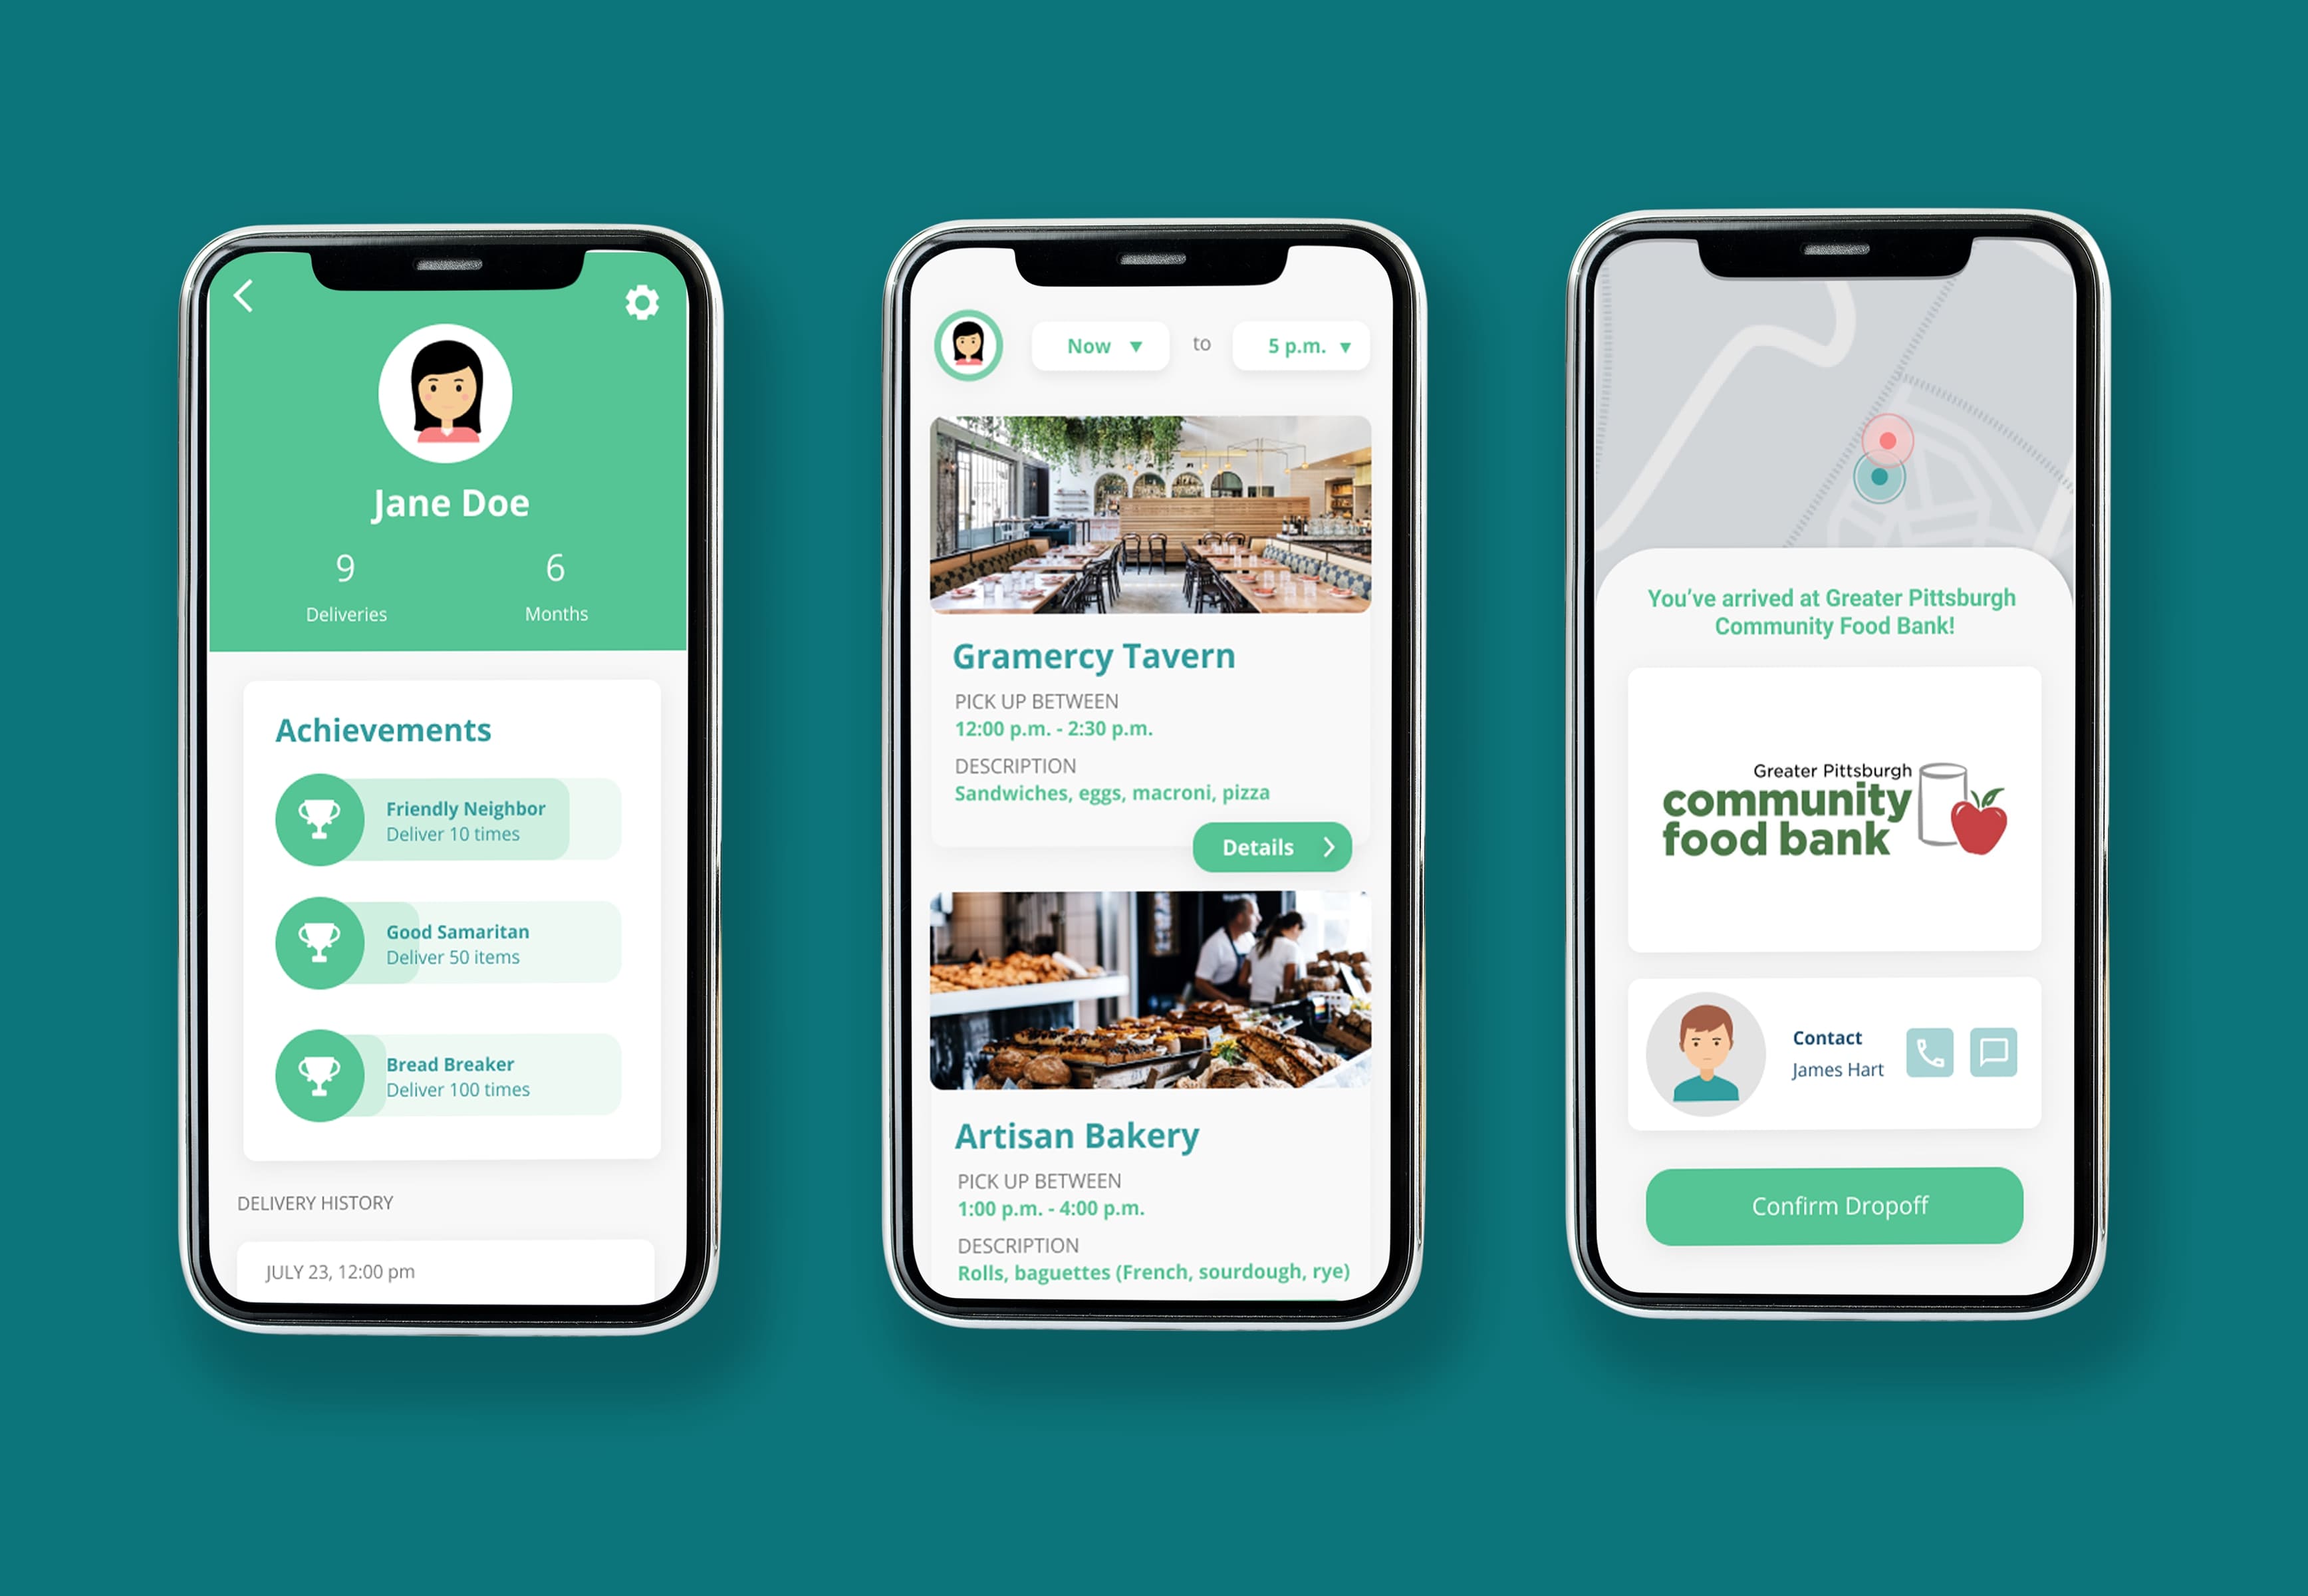 Jane Doe
9
6
Deliveries
Months
Achievements
Friendly Neighbor
Deliver 10 times
Good Samaritan
Deliver 50 items
Bread Breaker
Deliver 100 times
DELIVERY HISTORY
JULY 23, 12:00 pm
Now
to
5 p.m.
Gramercy Tavern
PICK UP BETWEEN
12:00 p.m. - 2:30 p.m.
DESCRIPTION
Sandwiches, eggs, macroni, pizza
Details
Artisan Bakery
PICK UP BETWEEN
1:00 p.m. - 4:00 p.m.
DESCRIPTION
Rolls, baguettes (French, sourdough, rye)
You’ve arrived at Greater Pittsburgh
Community Food Bank!
Greater Pittsburgh
community
food bank
Contact
James Hart
Confirm Dropoff